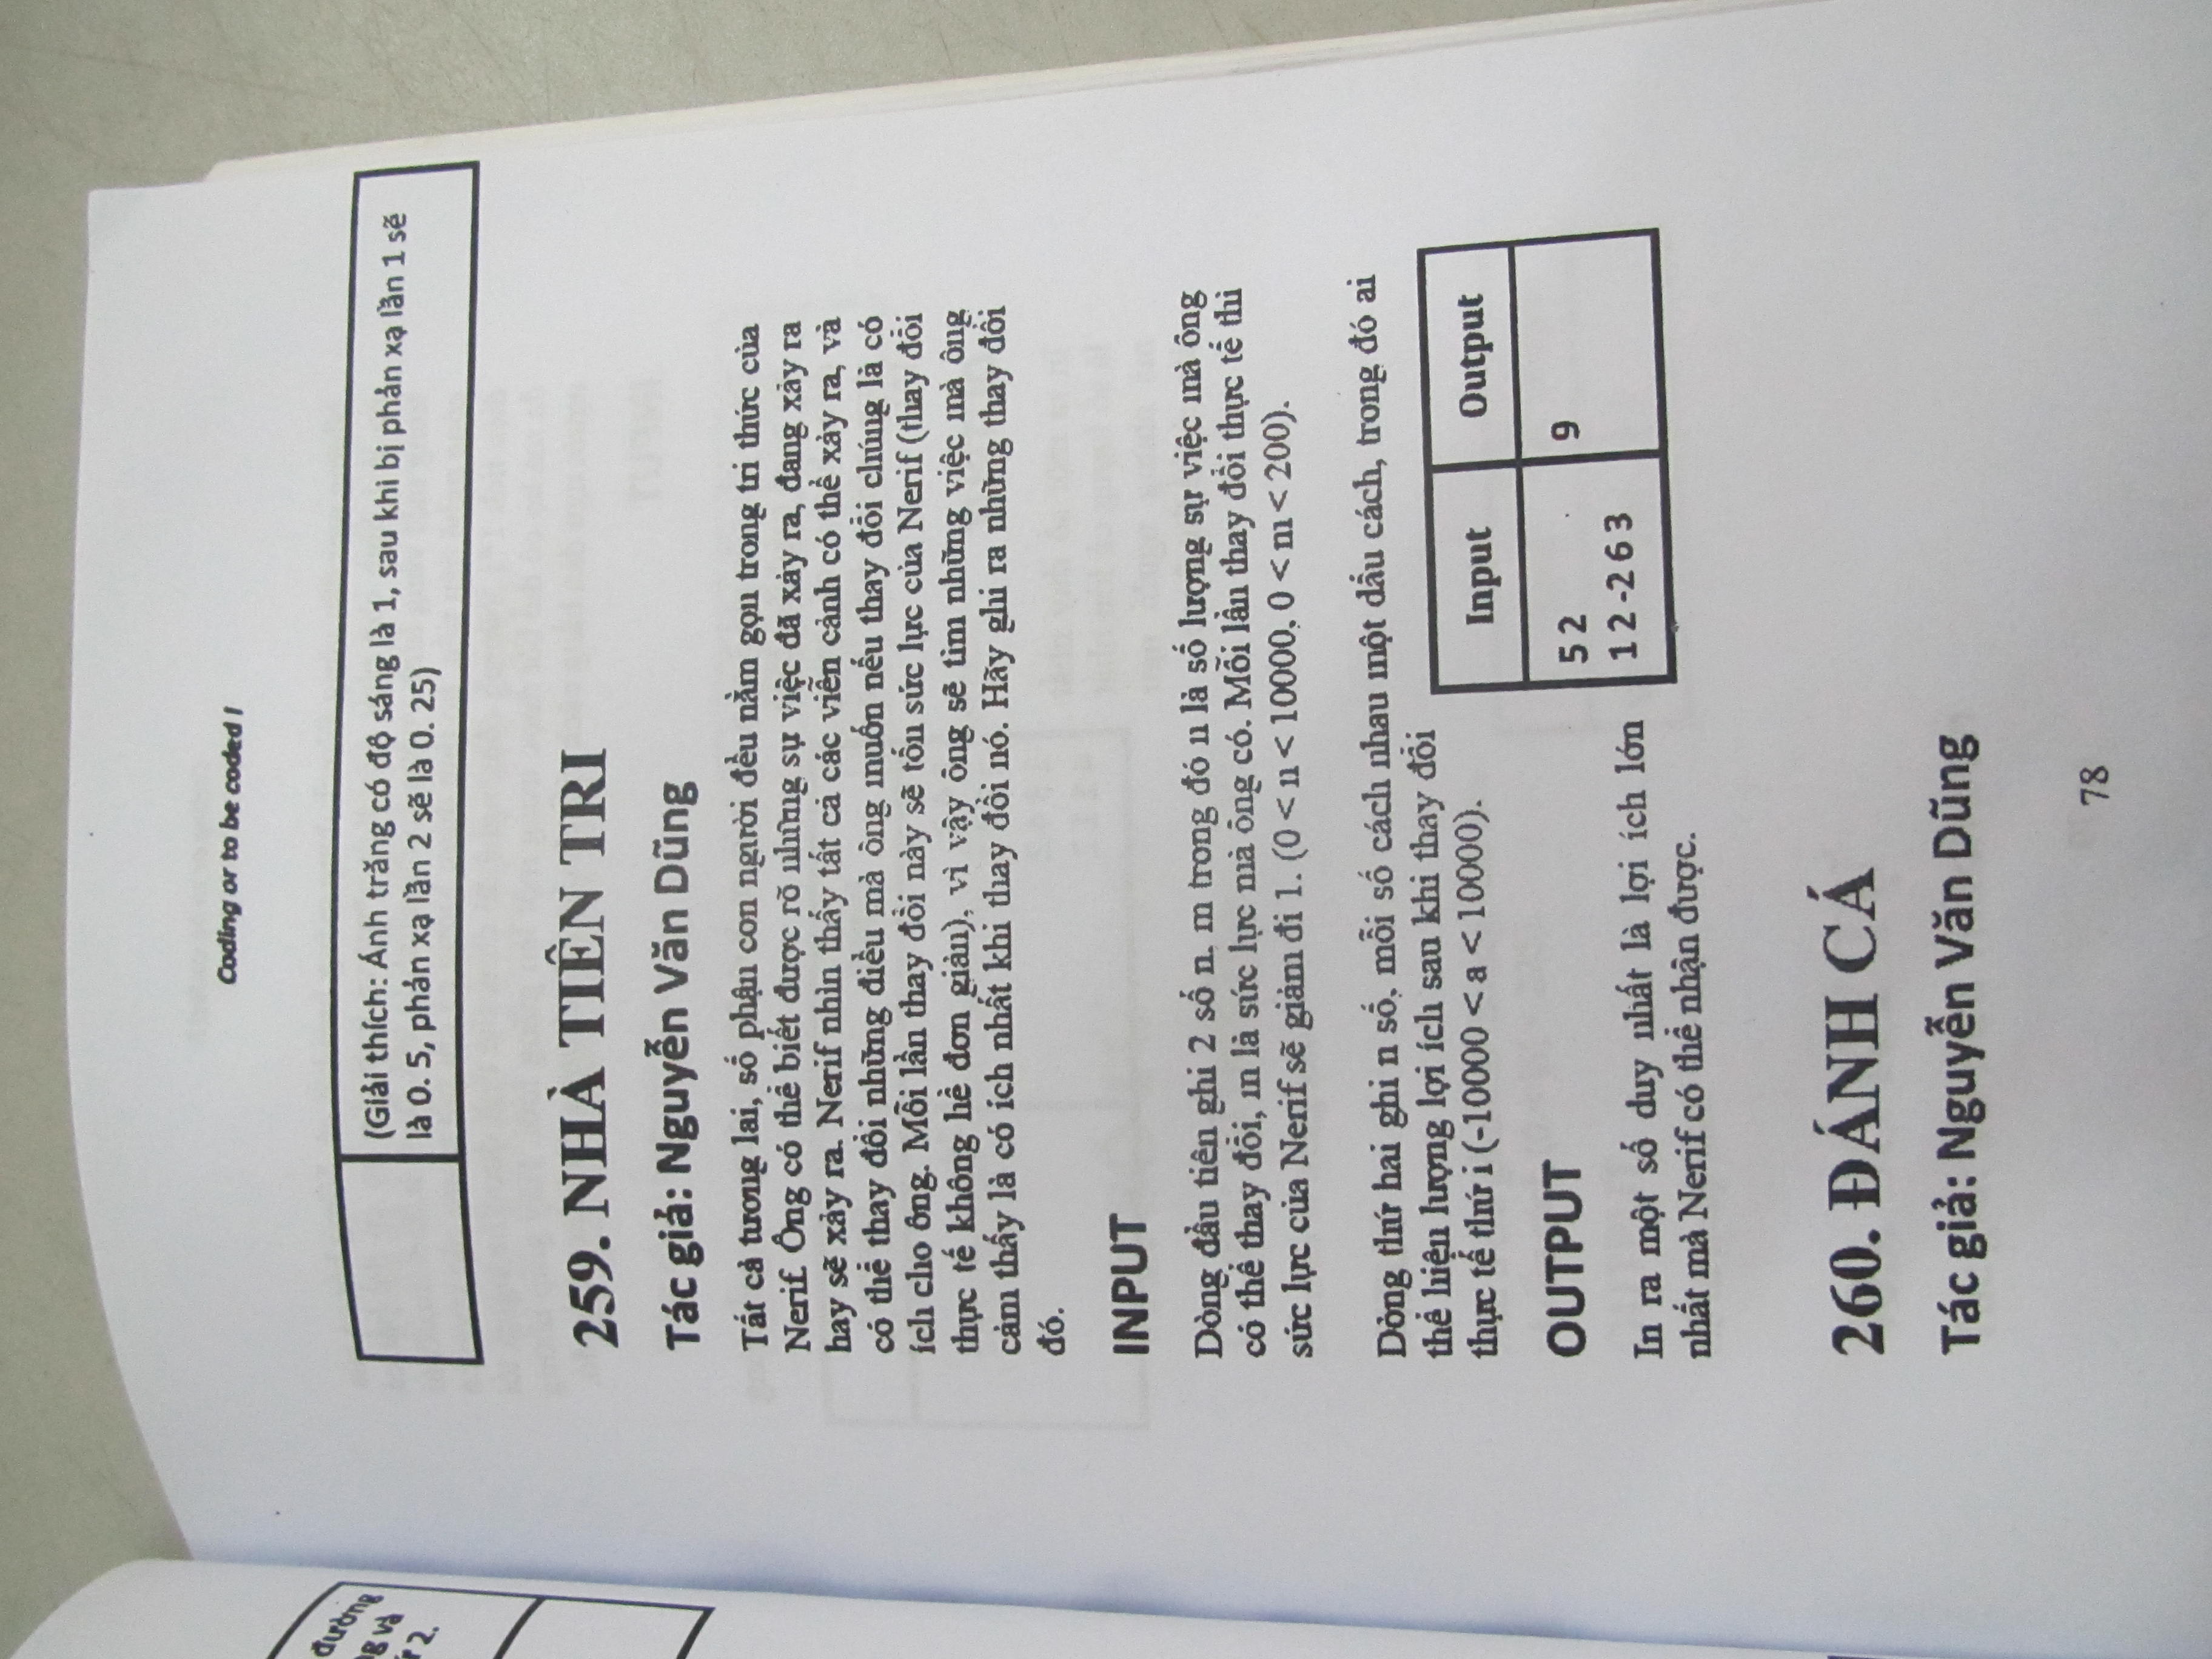 Coding or to be coded I
đường
g và
2.
(Giải thích: Ánh trăng có độ sáng là 1, sau khi bị phản xạ lần 1 sẽ
là 0. 5, phản xạ lần 2 sẽ là 0. 25)
259. NHÀ TIÊN TRI
Tác giả: Nguyễn Văn Dũng
Tất cả tương lai, số phận con người đều nằm gọn trong tri thức của
Nerif. Ông có thể biết được rõ những sự việc đã xảy ra, đang xảy ra
hay sẽ xảy ra. Nerif nhìn thấy tất cả các viễn cảnh có thể xảy ra, và
có thể thay đổi những điều mà ông muốn nếu thay đổi chúng là có
ích cho ông. Mỗi lần thay đổi này sẽ tốn sức lực của Nerif (thay đổi
thực tế không hề đơn giản), vì vậy ông sẽ tìm những việc mà ông
cảm thấy là có ích nhất khi thay đổi nó. Hãy ghi ra những thay đổi
đó.
INPUT
Dòng đầu tiên ghi 2 số n. m trong đó n là số lượng sự việc mà ông
có thể thay đổi, m là sức lực mà ông có. Mỗi lần thay đổi thực tế thì
sức lực của Nerif sẽ giảm đi 1. (0 < n < 10000, 0 < m < 200).
Dòng thứ hai ghi n số, mỗi số cách nhau một dấu cách, trong đó ai
thể hiện lượng lợi ích sau khi thay đổi
thực tế thứ i (-10000 < a < 10000).
OUTPUT
In ra một số duy nhất là lợi ích lớn
nhất mà Nerif có thể nhận được.
Input Output
5 2 9
1 2 -2 6 3
260. ĐÁNH CÁ
Tác giả: Nguyễn Văn Dũng
78